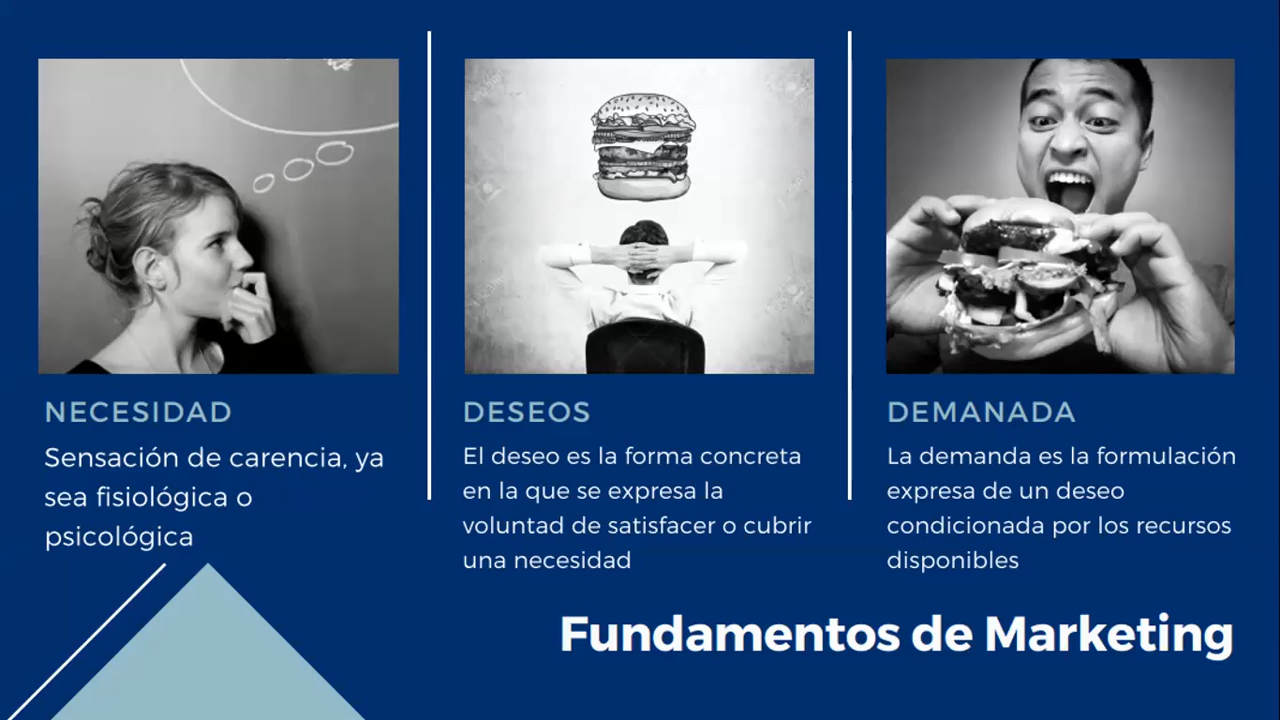 NECESIDAD
Sensación de carencia, ya
sea fisiológica o
psicológica
DESEOS
El deseo es la forma concreta
en la que se expresa la
voluntad de satisfacer o cubrir
una necesidad
DEMANADA
La demanda es la formulación
expresa de un deseo
condicionada por los recursos
disponibles
Fundamentos de Marketing